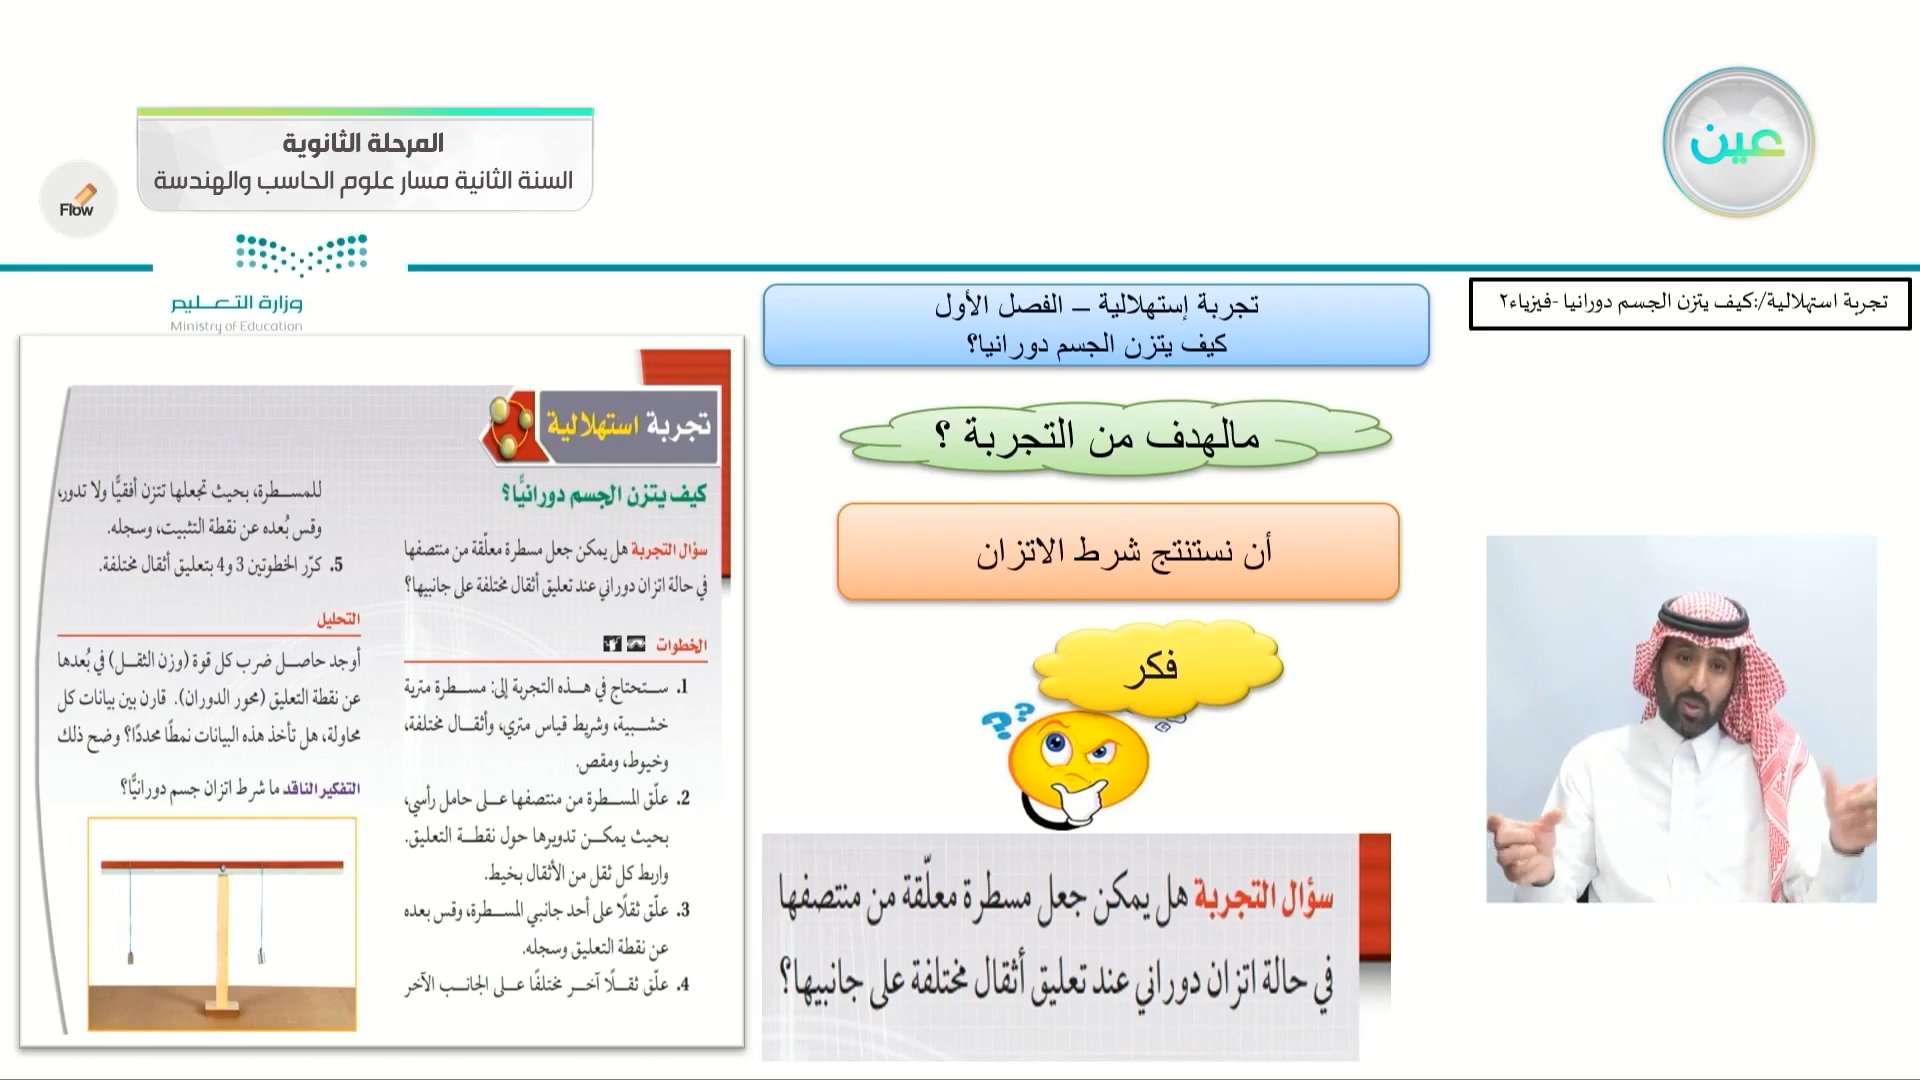 عين
المرحلة الثانوية
السنة الثانية مسار علوم الحاسب والهندسة
Flow
وزارة التعليم
Ministry of Education
تجربة استهلالية/:كيف يتزن الجسم دورانيا -فيزياء٢
تجربة إستهلالية – الفصل الأول
كيف يتزن الجسم دورانيا؟
مالهدف من التجربة ؟
أن نستنتج شرط الاتزان
فكر
سؤال التجربة هل يمكن جعل مسطرة معلّقة من منتصفها
في حالة اتزان دوراني عند تعليق أثقال مختلفة على جانبيها؟
تجربة استهلالية
كيف يتزن الجسم دورانيًّا؟
سؤال التجربة هل يمكن جعل مسطرة معلّقة من منتصفها
في حالة اتزان دوراني عند تعليق أثقال مختلفة على جانبيها؟
الخطوات
1. ستحتاج في هذه التجربة إلى: مسطرة مترية
خشبية، وشريط قياس متري، وأثقال مختلفة،
وخيوط، ومقص.
2. علّق المسطرة من منتصفها على حامل رأسي،
بحيث يمكن تدويرها حول نقطة التعليق.
واربط كل ثقل من الأثقال بخيط.
3. علّق ثقلًا على أحد جانبي المسطرة، وقس بعده
عن نقطة التعليق وسجله.
4. علّق ثقلًا آخر مختلفًا على الجانب الآخر
للمسطرة، بحيث تجعلها تتزن أفقيًّا ولا تدور،
وقس بُعده عن نقطة التثبيت، وسجله.
5. كرّر الخطوتين 3 و4 بتعليق أثقال مختلفة.
التحليل
أوجد حاصل ضرب كل قوة (وزن الثقل) في بُعدها
عن نقطة التعليق (محور الدوران). قارن بين بيانات كل
محاولة، هل تأخذ هذه البيانات نمطًا محددًا؟ وضح ذلك
التفكير الناقد ما شرط اتزان جسم دورانيًّا؟